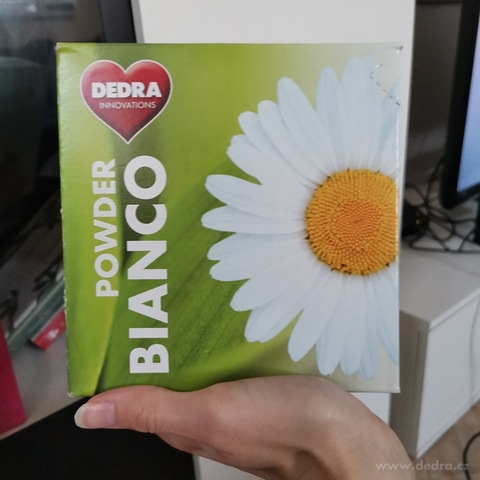 DEDRA
INNOVATIONS
POWDER
BIANCO
www.dedra.cz